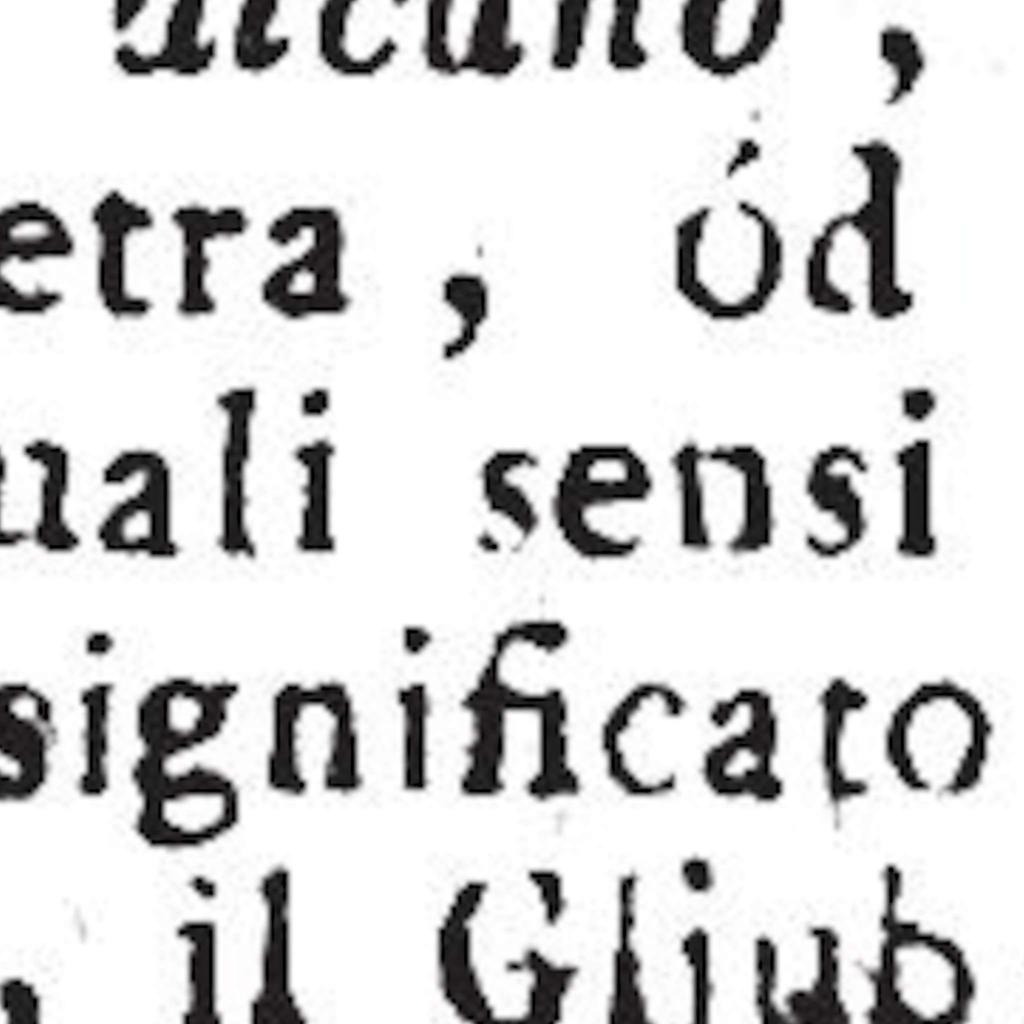 alcuno ,
etra , ód
uali sensi
significato
, il Gliub